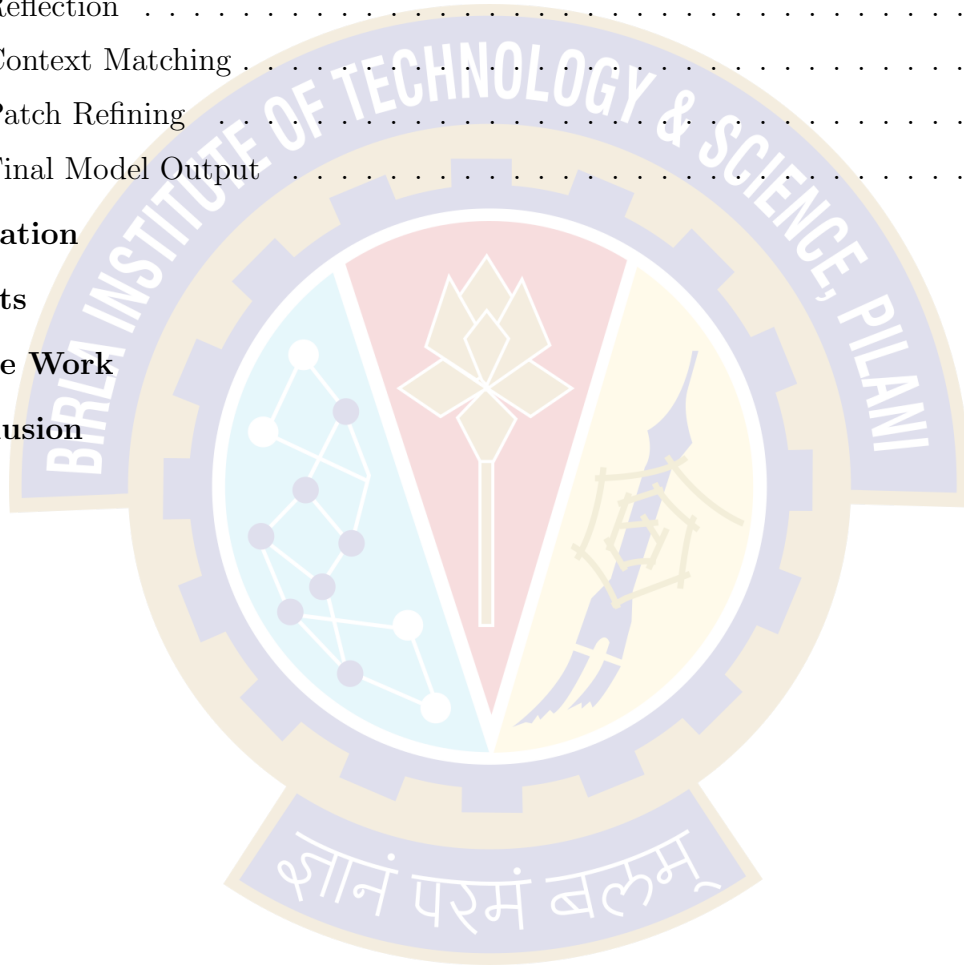 Reflection . . . . . . . . . . . . . . . . . . . . . . . . . . . . . . . . . .
Context Matching . . . . . . . . . . . . . . . . . . . . . . . . . . . . .
Patch Refining . . . . . . . . . . . . . . . . . . . . . . . . . . . . . .
Final Model Output . . . . . . . . . . . . . . . . . . . . . . . . . . .
ation
ts
e Work
lusion
BIRLA INSTITUTE OF TECHNOLOGY & SCIENCE, PILANI
ज्ञानं परमं बलम्